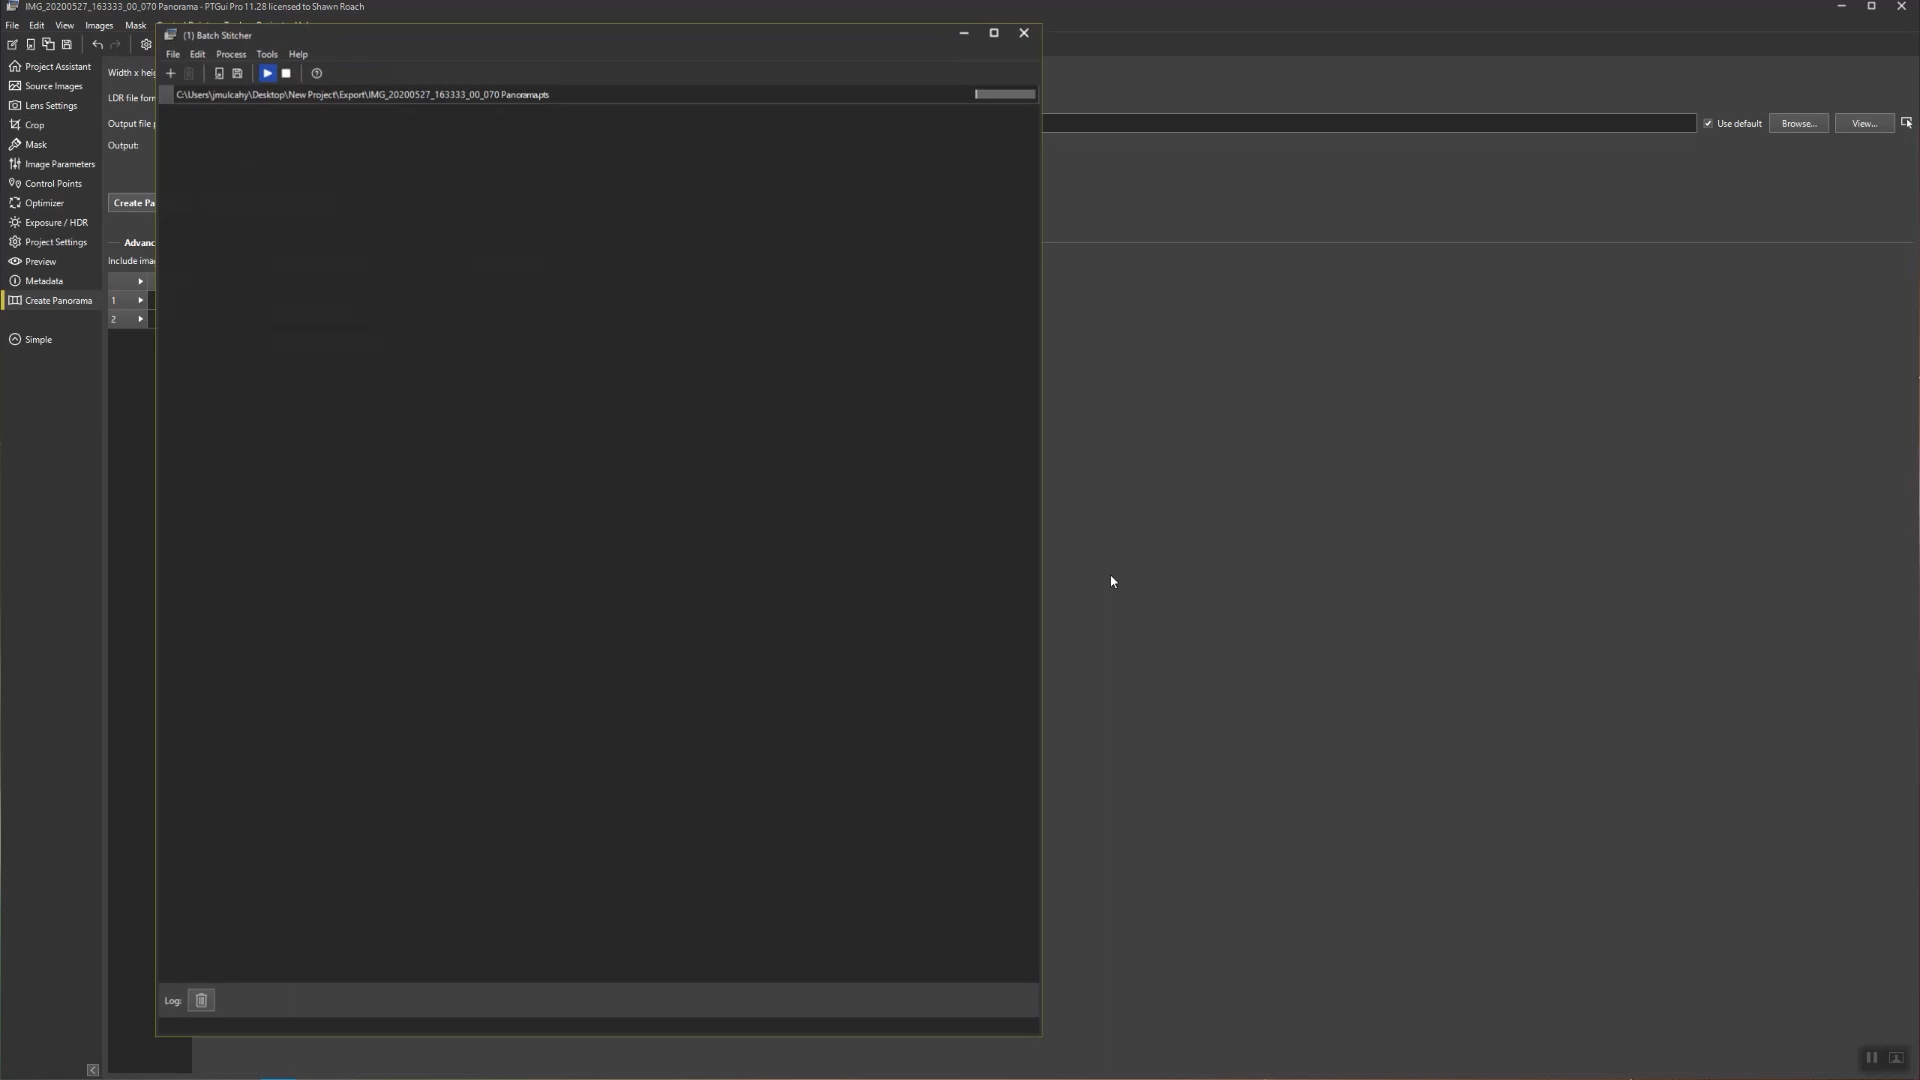 IMG_20200527_163333_00_070 Panorama - PTGui Pro 11.28 licensed to Shawn Roach
File Edit View Images Mask
(1) Batch Stitcher
File Edit Process Tools Help
C:\Users\jmulcahy\Desktop\New Project\Export\IMG_20200527_163333_00_070 Panorama.pts
Project Assistant
Source Images
Lens Settings
Crop
Mask
Image Parameters
Control Points
Optimizer
Exposure / HDR
Project Settings
Preview
Metadata
Create Panorama
Simple
Width x heig
LDR file form
Output file p
Output:
Create Pa
Advanc
Include ima
1
2
Use default
Browse...
View...
Log: